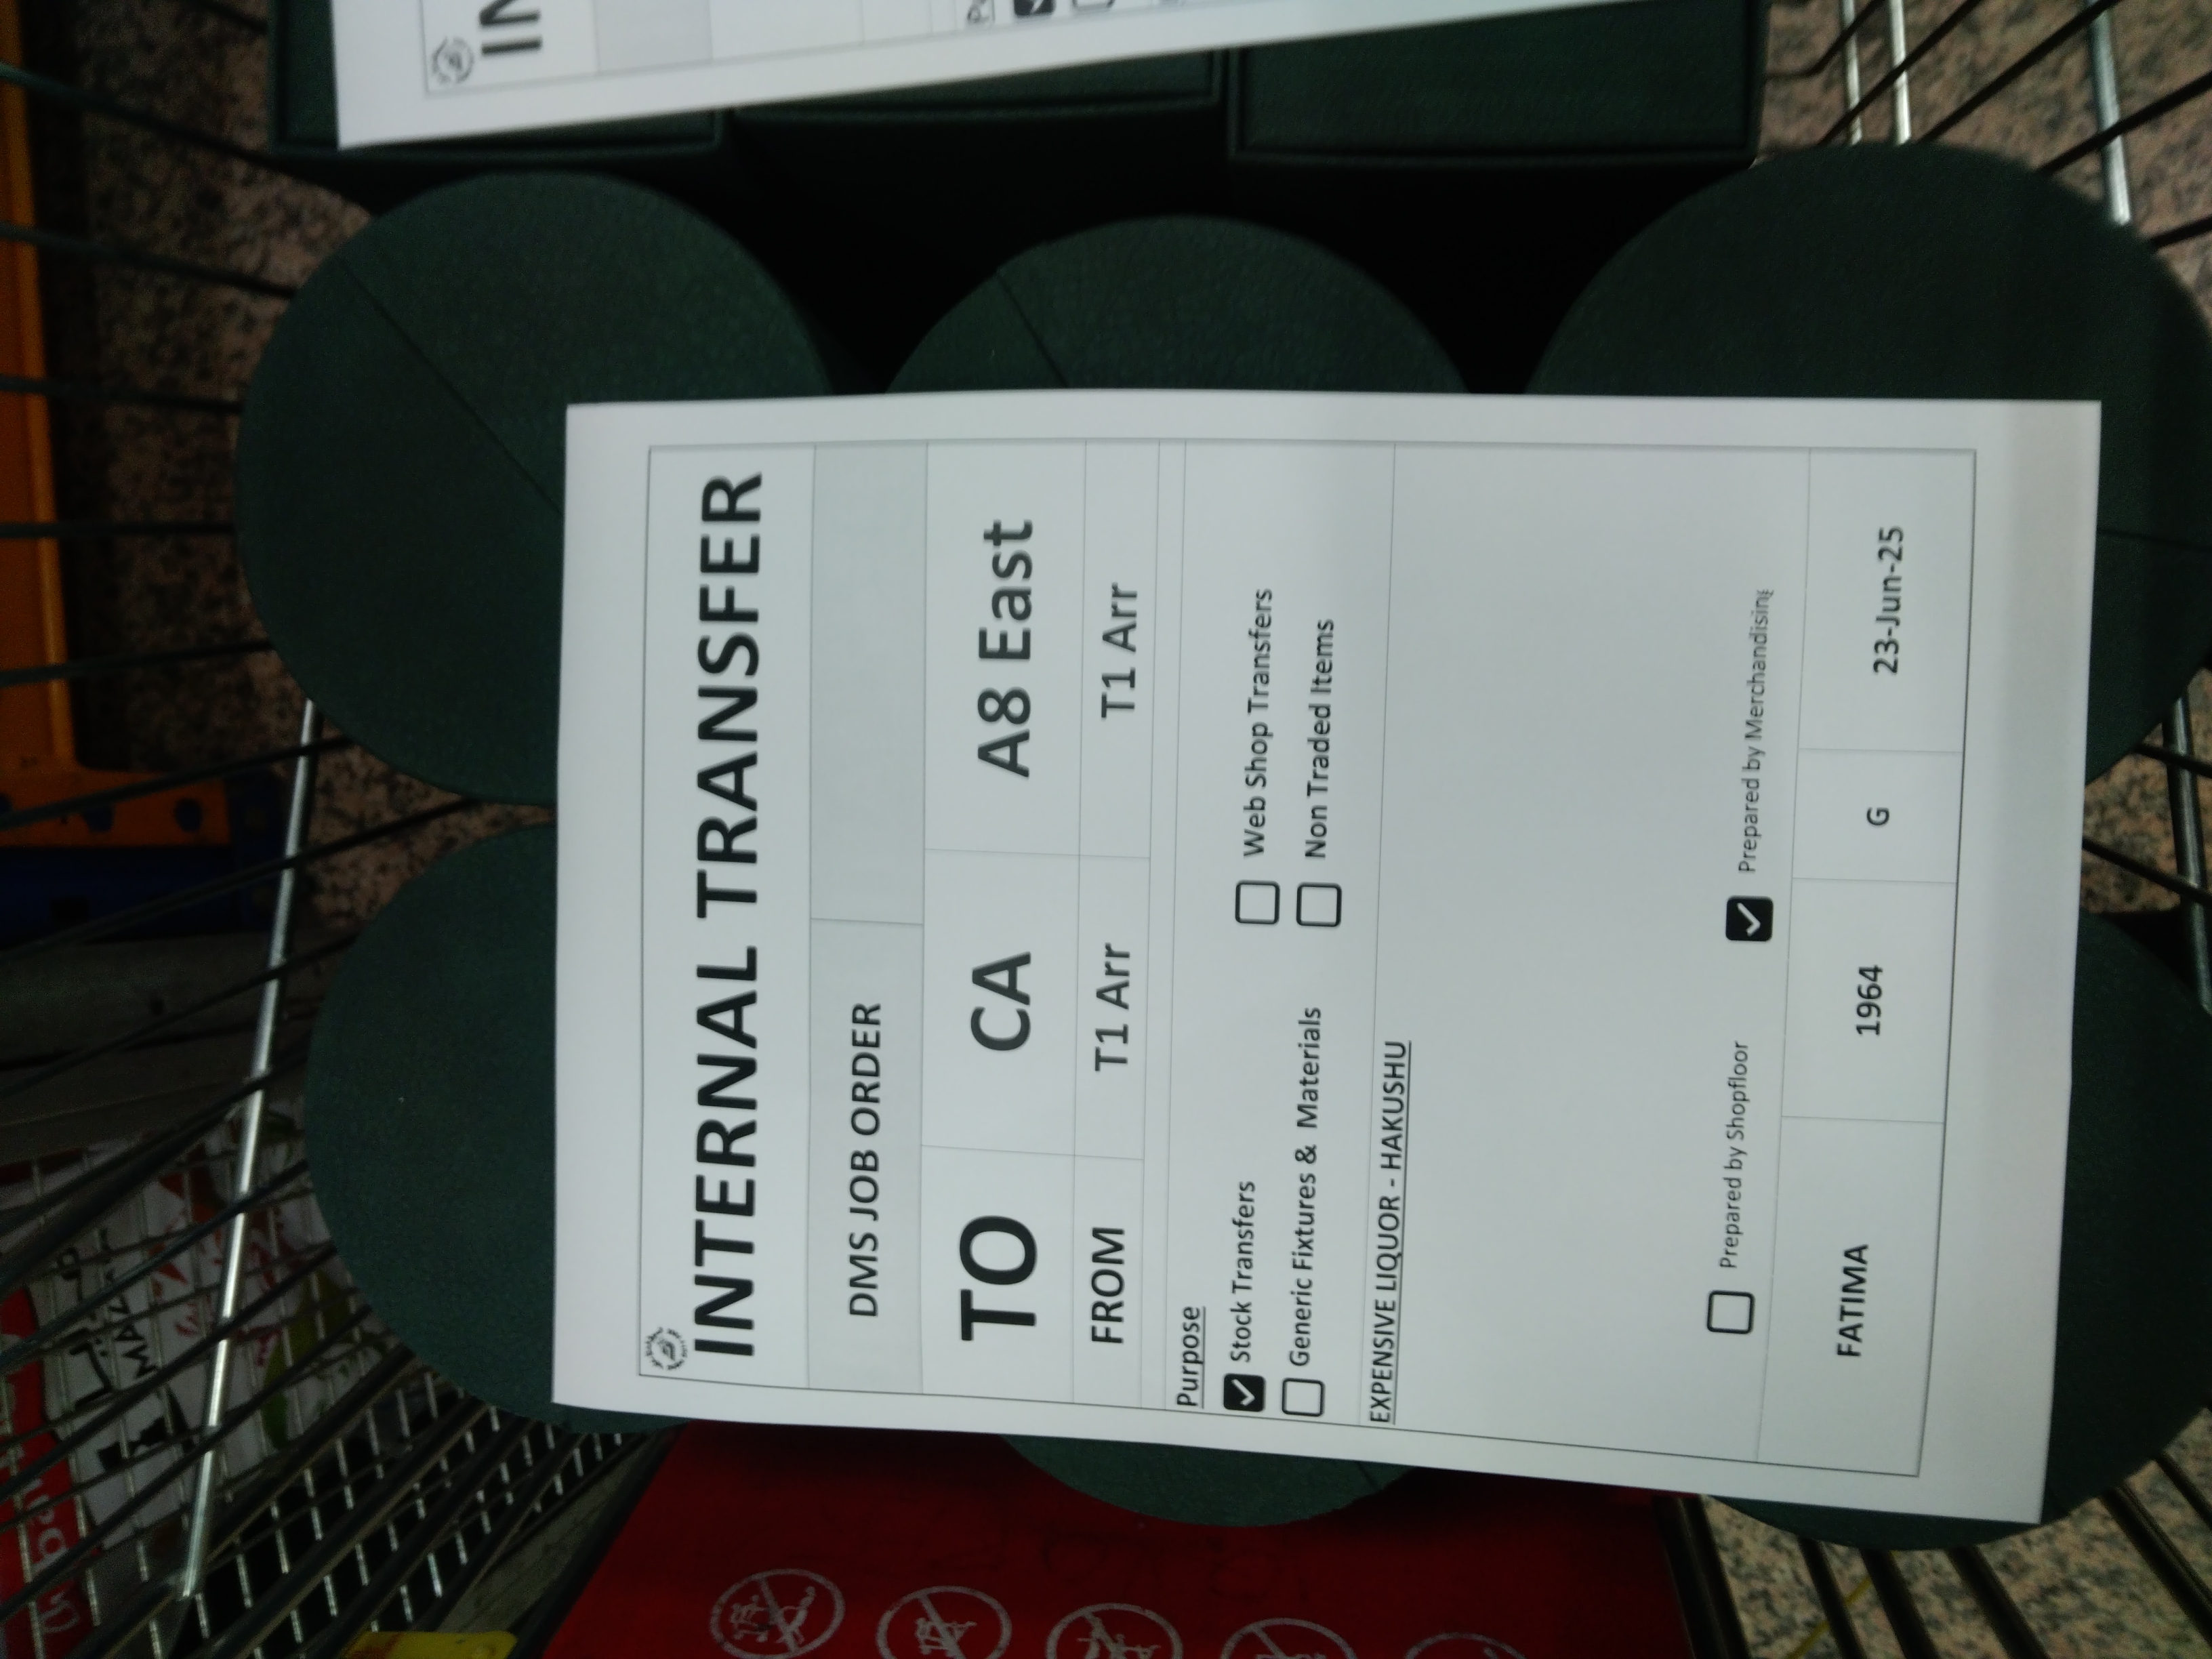 INTERNAL TRANSFER
DMS JOB ORDER
TO CA A8 East
FROM T1 Arr T1 Arr
Purpose
Stock Transfers Web Shop Transfers
Generic Fixtures & Materials Non Traded Items
EXPENSIVE LIQUOR - HAKUSHU
Prepared by Shopfloor Prepared by Merchandising
FATIMA 1964 G 23-Jun-25
IN